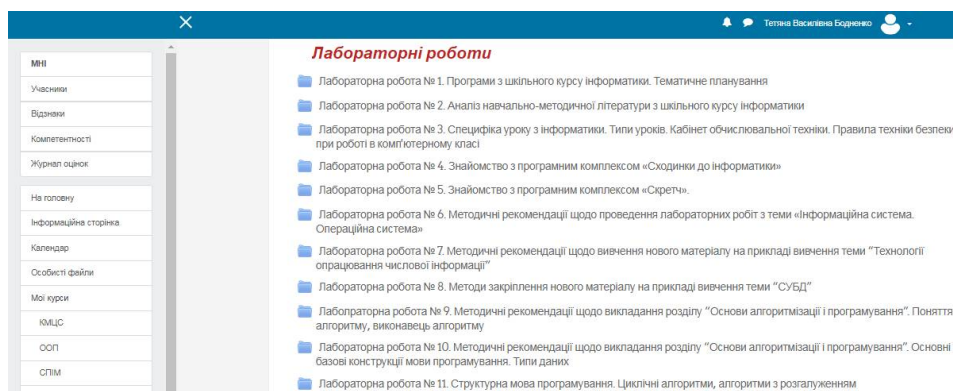 Тетяна Василівна Бодненко
МНІ
Учасники
Відзнаки
Компетентності
Журнал оцінок
На головну
Інформаційна сторінка
Календар
Особисті файли
Мої курси
КМЦС
ООП
СПІМ
Лабораторні роботи
Лабораторна робота № 1. Програми з шкільного курсу інформатики. Тематичне планування
Лабораторна робота № 2. Аналіз навчально-методичної літератури з шкільного курсу інформатики
Лабораторна робота № 3. Специфіка уроку з інформатики. Типи уроків. Кабінет обчислювальної техніки. Правила техніки безпеки
при роботі в комп'ютерному класі
Лабораторна робота № 4. Знайомство з програмним комплексом «Сходинки до інформатики»
Лабораторна робота № 5. Знайомство з програмним комплексом «Скретч».
Лабораторна робота № 6. Методичні рекомендації щодо проведення лабораторних робіт з теми «Інформаційна система.
Операційна система»
Лабораторна робота № 7. Методичні рекомендації щодо вивчення нового матеріалу на прикладі вивчення теми "Технології
опрацювання числової інформації"
Лабораторна робота № 8. Методи закріплення нового матеріалу на прикладі вивчення теми "СУБД"
Лаболраторна робота № 9. Методичні рекомендації щодо викладання розділу "Основи алгоритмізації і програмування". Поняття
алгоритму, виконавець алгоритму
Лабораторна робота № 10. Методичні рекомендації щодо викладання розділу "Основи алгоритмізації і програмування". Основні
базові конструкції мови програмування. Типи даних
Лабораторна робота № 11. Структурна мова програмування. Циклічні алгоритми, алгоритми з розгалуженням